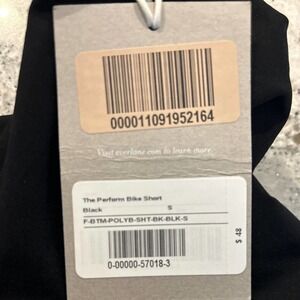 000011091952164
Visit everlane.com to learn more.
The Perform Bike Short
Black S
F-BTM-POLYB-SHT-BK-BLK-S
$ 48
0-00000-57018-3